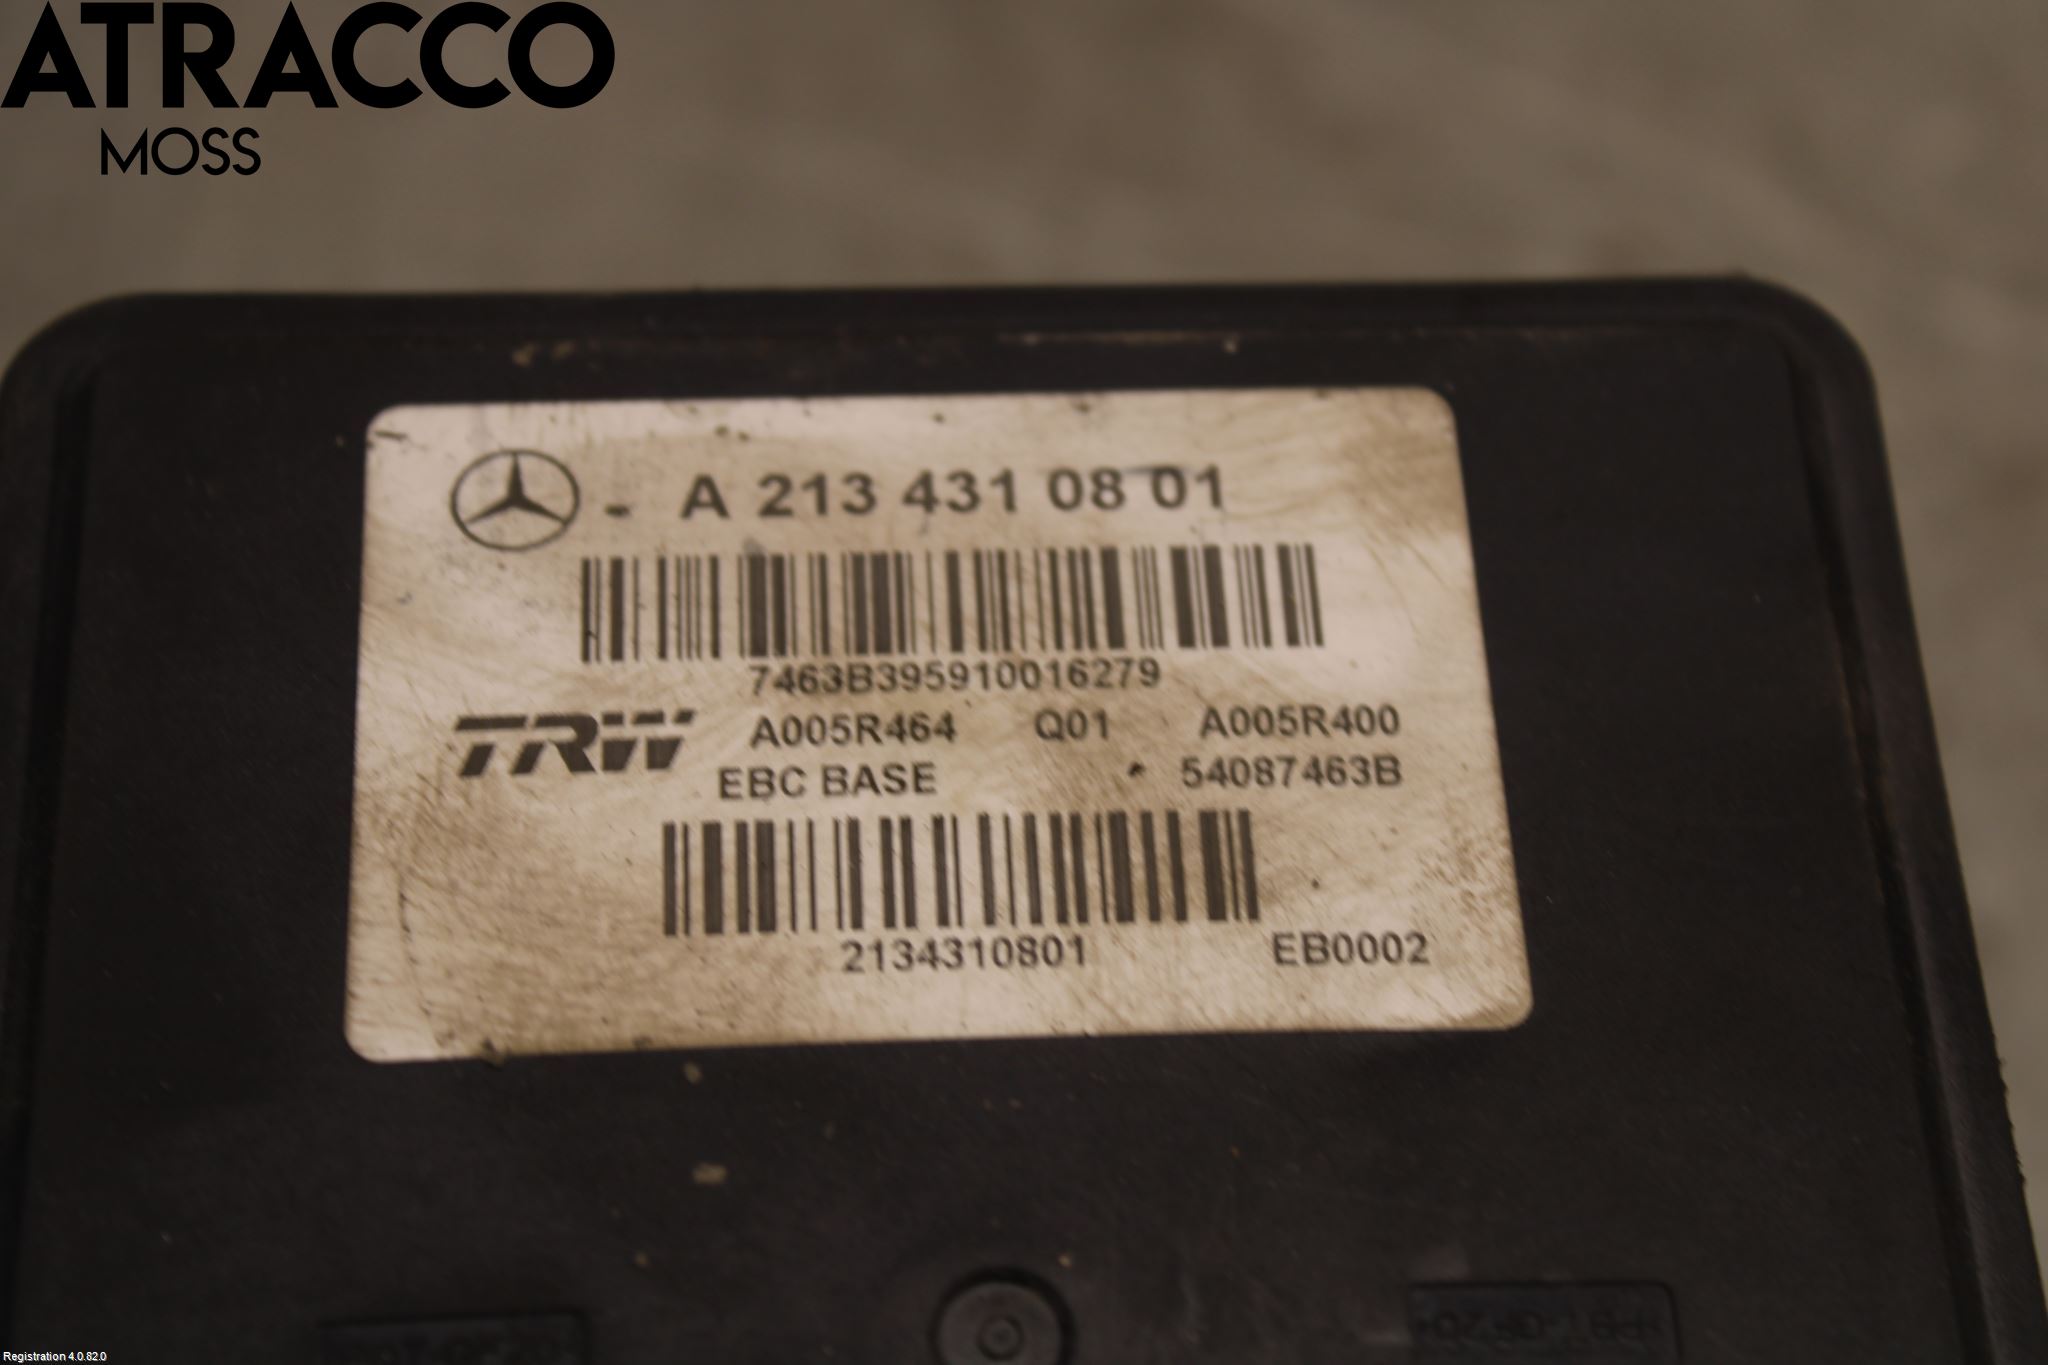 ATRACCO
MOSS
- A 213 431 08 01
7463B395910016279
TRW A005R464 Q01 A005R400
EBC BASE 54087463B
2134310801 EB0002
Registration 4.0.82.0